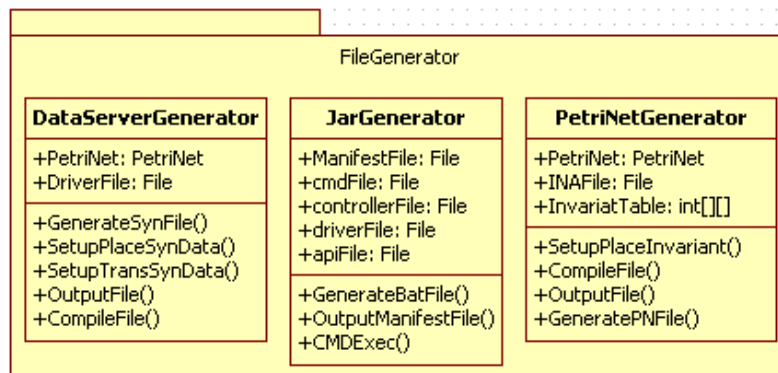 FileGenerator
DataServerGenerator
+PetriNet: PetriNet
+DriverFile: File
+GenerateSynFile()
+SetupPlaceSynData()
+SetupTransSynData()
+OutputFile()
+CompileFile()
JarGenerator
+ManifestFile: File
+cmdFile: File
+controllerFile: File
+driverFile: File
+apiFile: File
+GenerateBatFile()
+OutputManifestFile()
+CMDExec()
PetriNetGenerator
+PetriNet: PetriNet
+INAFile: File
+InvariatTable: int[][]
+SetupPlaceInvariant()
+CompileFile()
+OutputFile()
+GeneratePNFile()